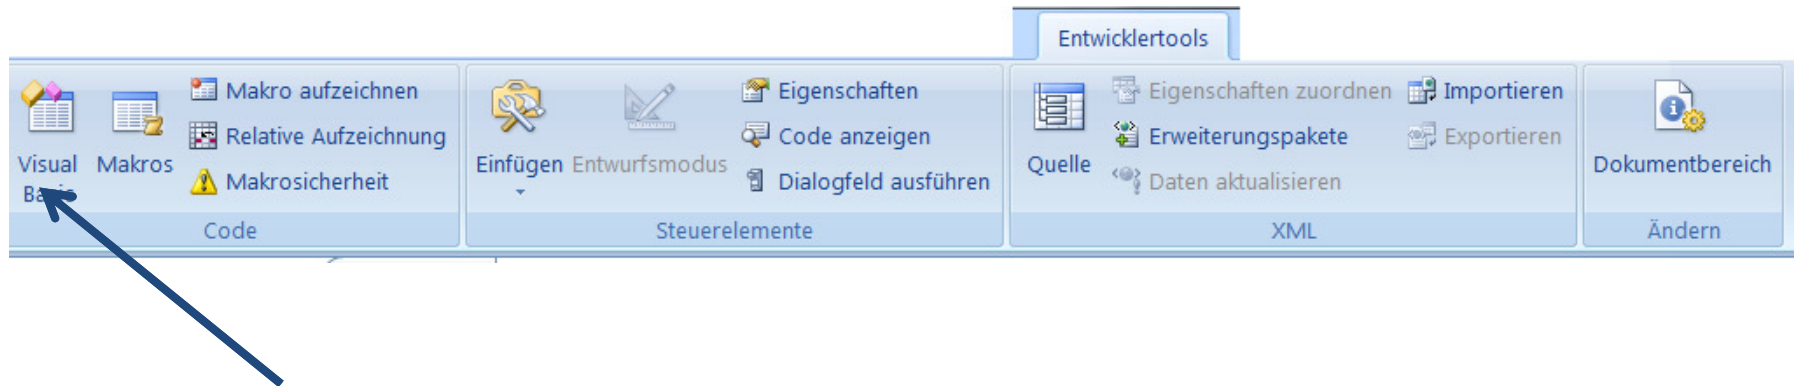 Entwicklertools
Visual
Makros
Makro aufzeichnen
Relative Aufzeichnung
Makrosicherheit
Code
Einfügen
Entwurfsmodus
Eigenschaften
Code anzeigen
Dialogfeld ausführen
Steuerelemente
Quelle
Eigenschaften zuordnen
Erweiterungspakete
Daten aktualisieren
Importieren
Exportieren
XML
Dokumentbereich
Ändern